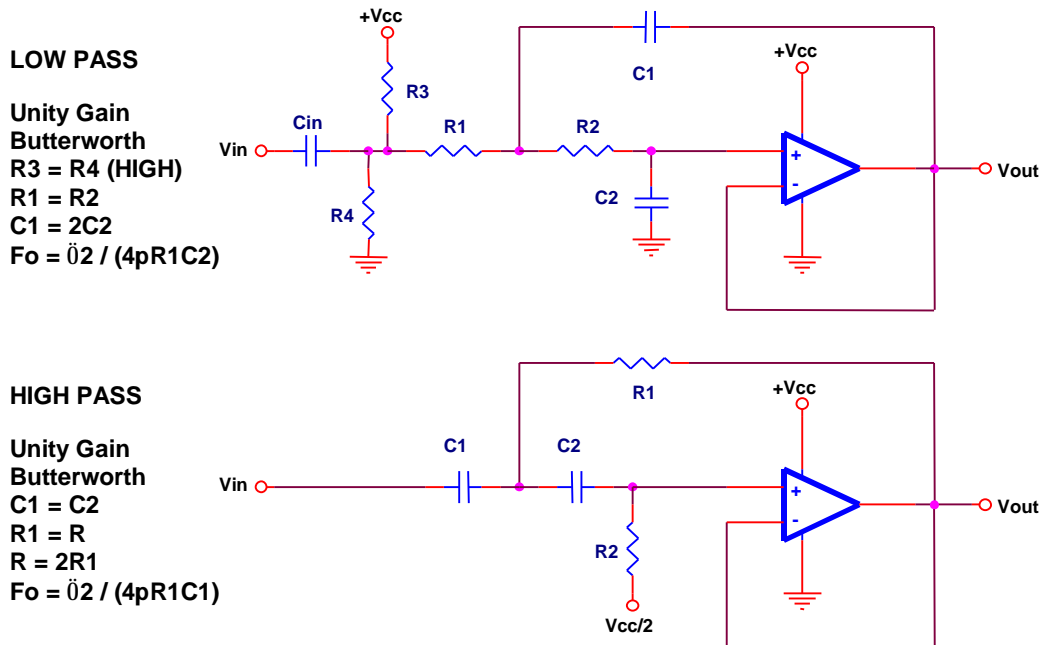 LOW PASS
Unity Gain
Butterworth
R3 = R4 (HIGH)
R1 = R2
C1 = 2C2
Fo = Ö2 / (4pR1C2)
+Vcc
R3
Cin
Vin
R4
R1
C1
R2
C2
+Vcc
+
-
Vout
HIGH PASS
Unity Gain
Butterworth
C1 = C2
R1 = R
R = 2R1
Fo = Ö2 / (4pR1C1)
Vin
C1
C2
R1
R2
Vcc/2
+Vcc
+
-
Vout